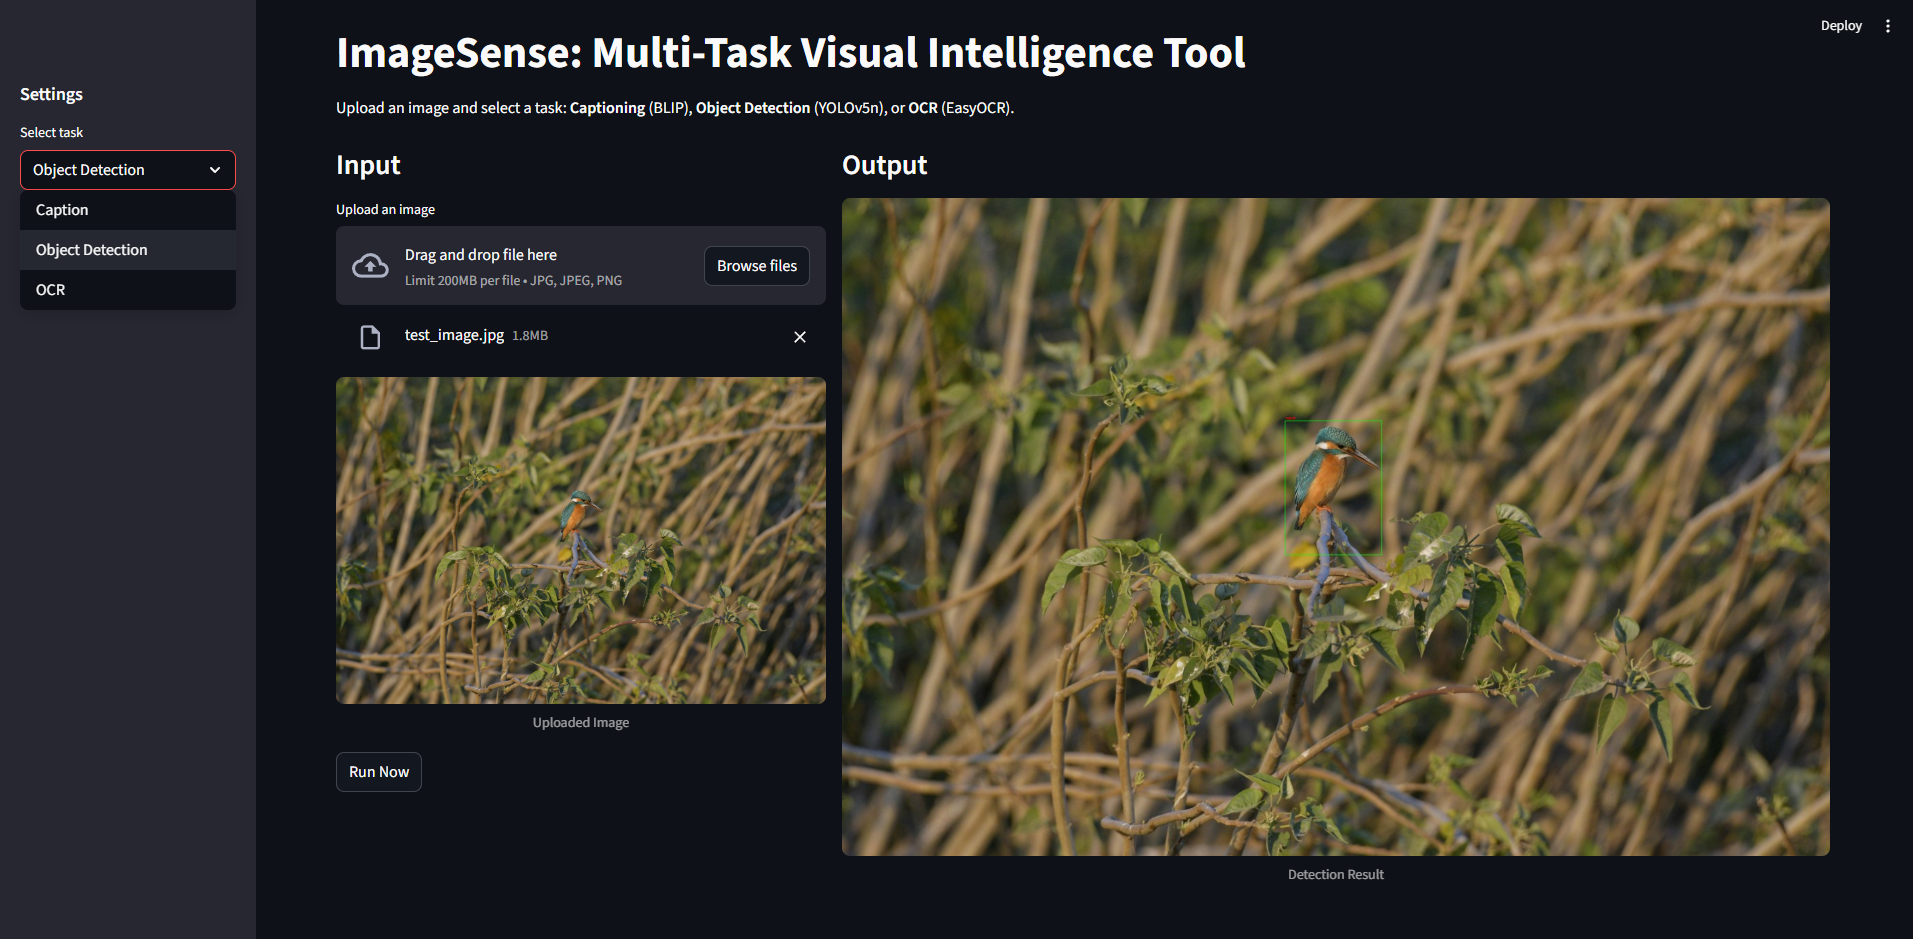 Deploy
ImageSense: Multi-Task Visual Intelligence Tool
Upload an image and select a task: Captioning (BLIP), Object Detection (YOLOv5n), or OCR (EasyOCR).
Settings
Select task
Object Detection
Caption
Object Detection
OCR
Input
Upload an image
Drag and drop file here
Limit 200MB per file • JPG, JPEG, PNG
Browse files
test_image.jpg 1.8MB
Uploaded Image
Run Now
Output
Detection Result